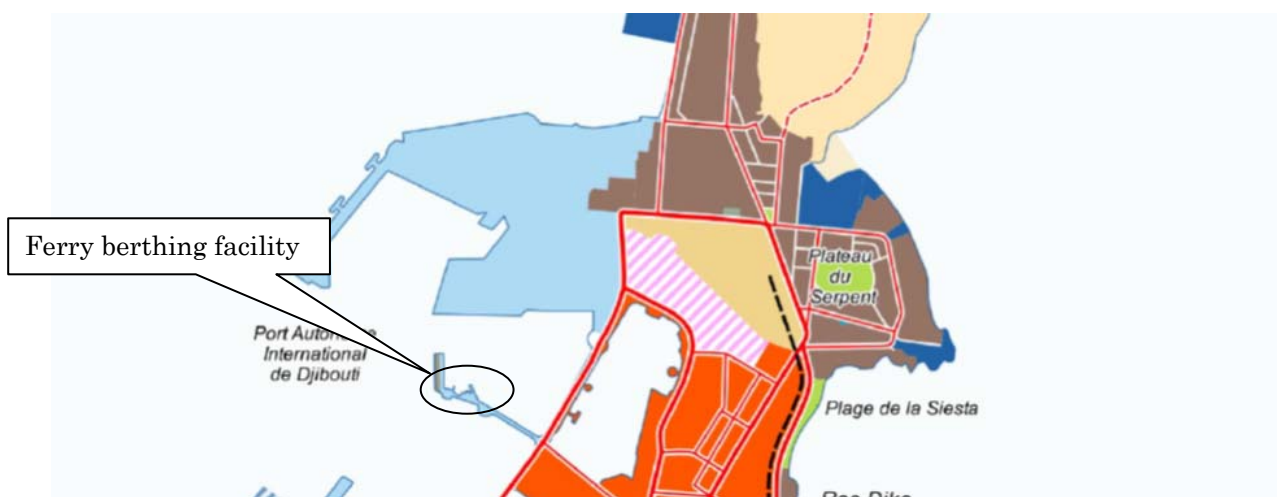 Ferry berthing facility
Plateau
du
Serpent
International
de Djibouti
Plage de la Siesta